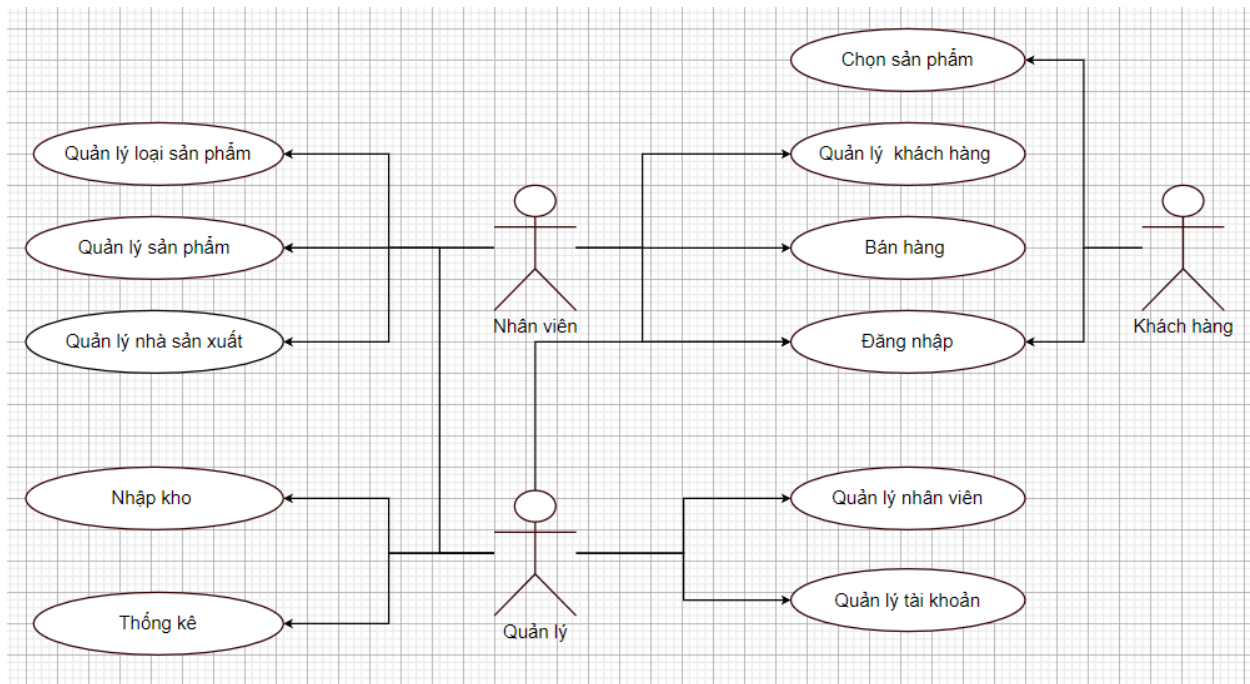 Chọn sản phẩm
Quản lý loại sản phẩm
Quản lý  khách hàng
Quản lý sản phẩm
Bán hàng
Nhân viên
Khách hàng
Quản lý nhà sản xuất
Đăng nhập
Nhập kho
Quản lý nhân viên
Quản lý tài khoản
Thống kê
Quản lý